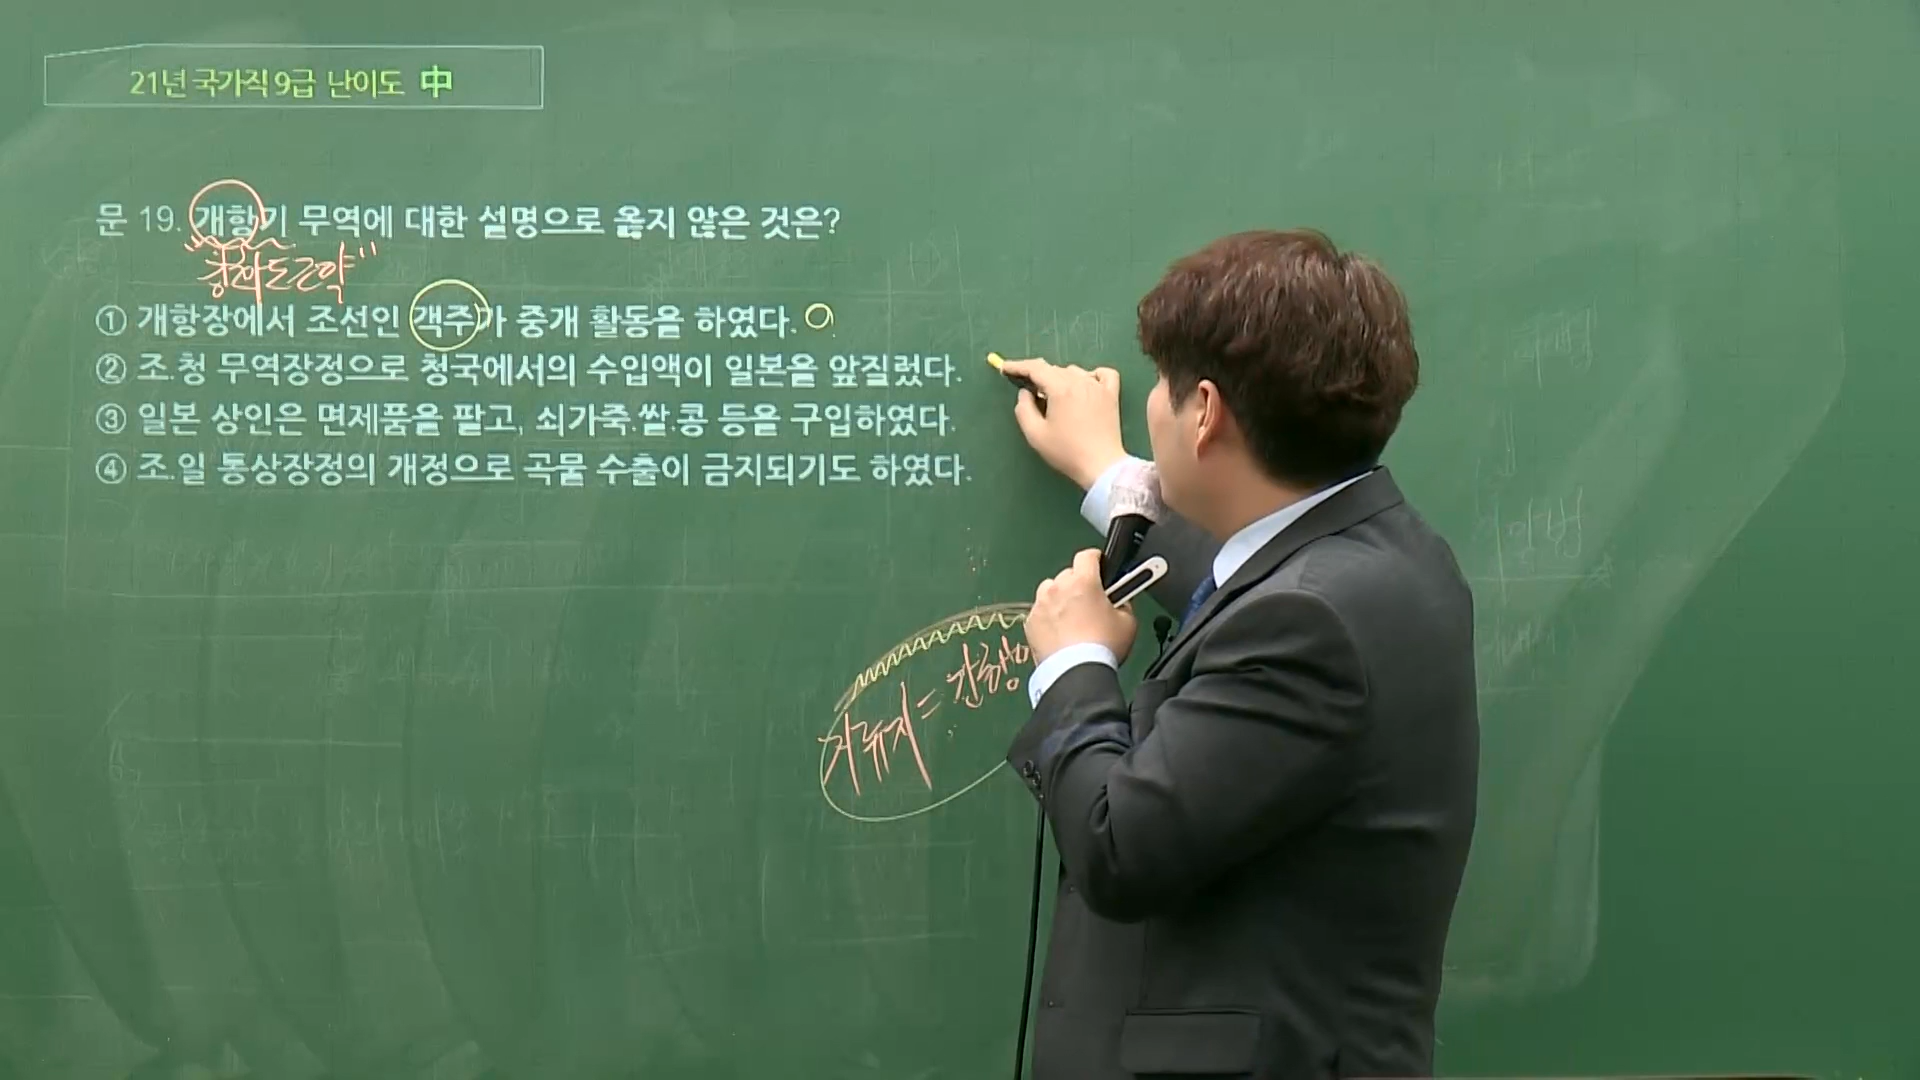 21년 국가직 9급 난이도 中
문 19. 개항기 무역에 대한 설명으로 옳지 않은 것은?
"강화도조약"
① 개항장에서 조선인 객주가 중개 활동을 하였다.
② 조.청 무역장정으로 청국에서의 수입액이 일본을 앞질렀다.
③ 일본 상인은 면제품을 팔고, 쇠가죽.쌀.콩 등을 구입하였다.
④ 조.일 통상장정의 개정으로 곡물 수출이 금지되기도 하였다.
거류지 = 간행